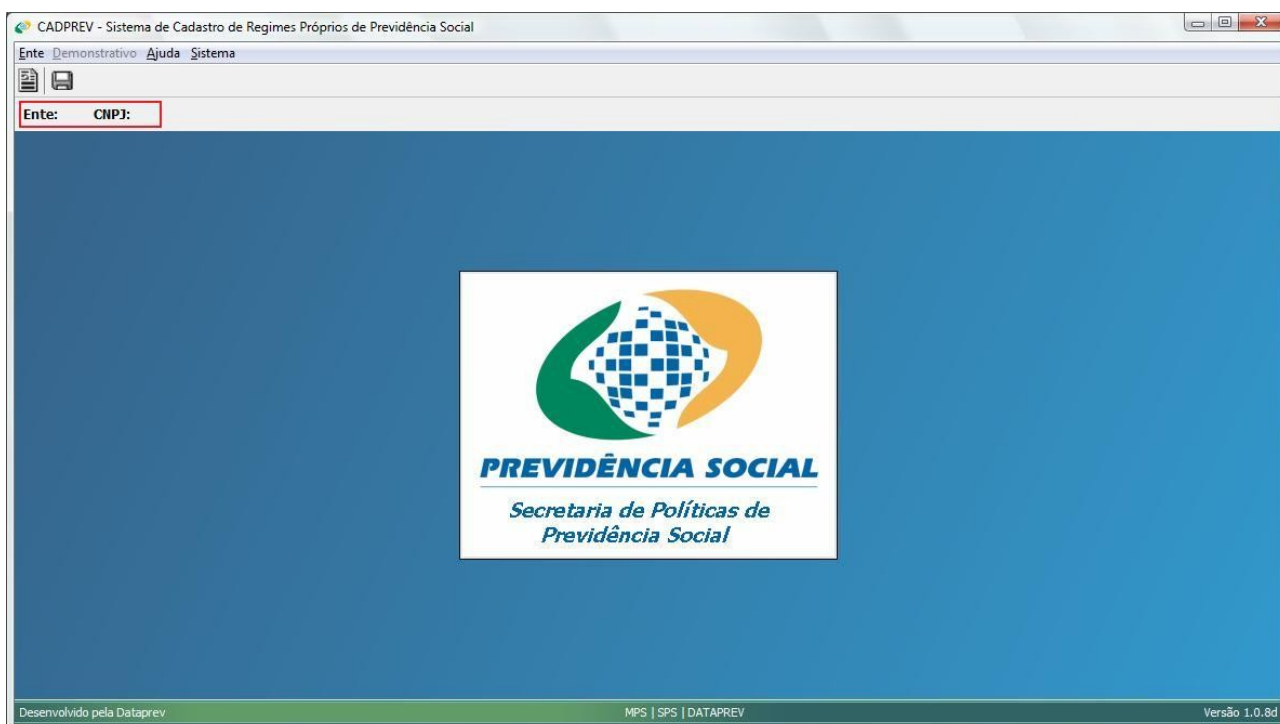 CADPREV - Sistema de Cadastro de Regimes Próprios de Previdência Social
Ente Demonstrativo Ajuda Sistema
Ente: CNPJ:
PREVIDÊNCIA SOCIAL
Secretaria de Políticas de
Previdência Social
Desenvolvido pela Dataprev MPS | SPS | DATAPREV Versão 1.0.8d